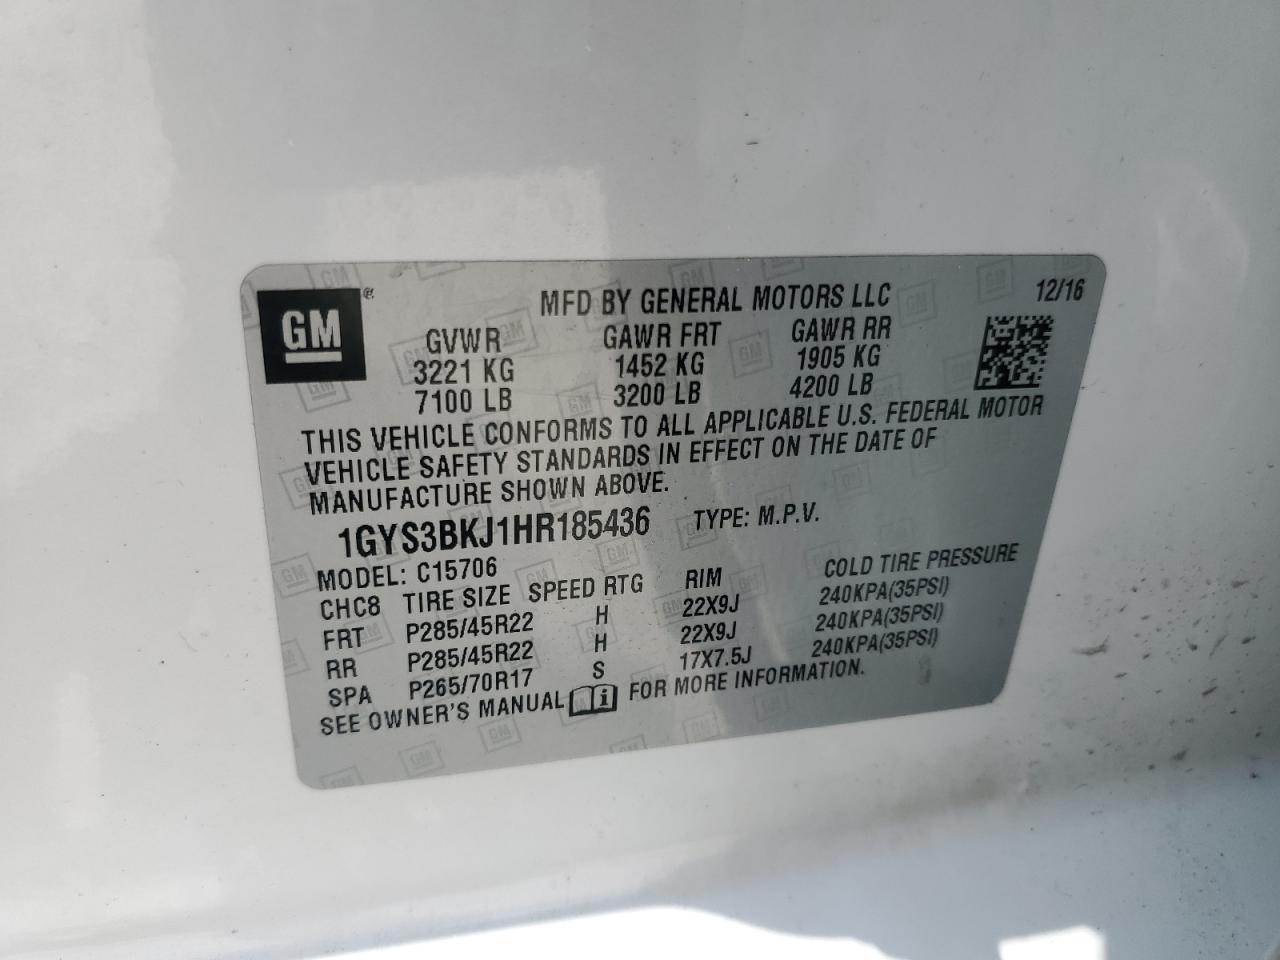 GM ®
MFD BY GENERAL MOTORS LLC 12/16
GVWR GAWR FRT GAWR RR
3221 KG 1452 KG 1905 KG
7100 LB 3200 LB 4200 LB
THIS VEHICLE CONFORMS TO ALL APPLICABLE U.S. FEDERAL MOTOR
VEHICLE SAFETY STANDARDS IN EFFECT ON THE DATE OF
MANUFACTURE SHOWN ABOVE.
1GYS3BKJ1HR185436 TYPE: M.P.V.
MODEL: C15706
CHC8 TIRE SIZE SPEED RTG RIM COLD TIRE PRESSURE
FRT P285/45R22 H 22X9J 240KPA(35PSI)
RR P285/45R22 H 22X9J 240KPA(35PSI)
SPA P265/70R17 S 17X7.5J 240KPA(35PSI)
SEE OWNER'S MANUAL i FOR MORE INFORMATION.